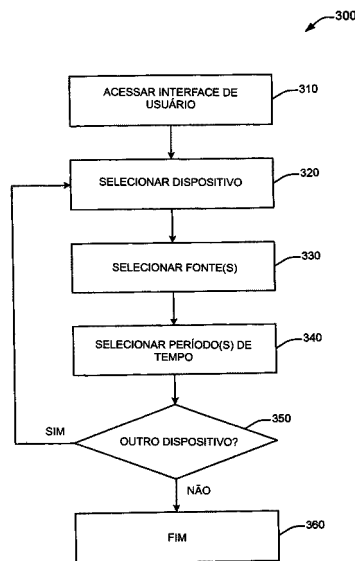 300
ACESSAR INTERFACE DE
USUÁRIO
310
SELECIONAR DISPOSITIVO
320
SELECIONAR FONTE(S)
330
SELECIONAR PERÍODO(S) DE
TEMPO
340
350
SIM
OUTRO DISPOSITIVO?
NÃO
FIM
360